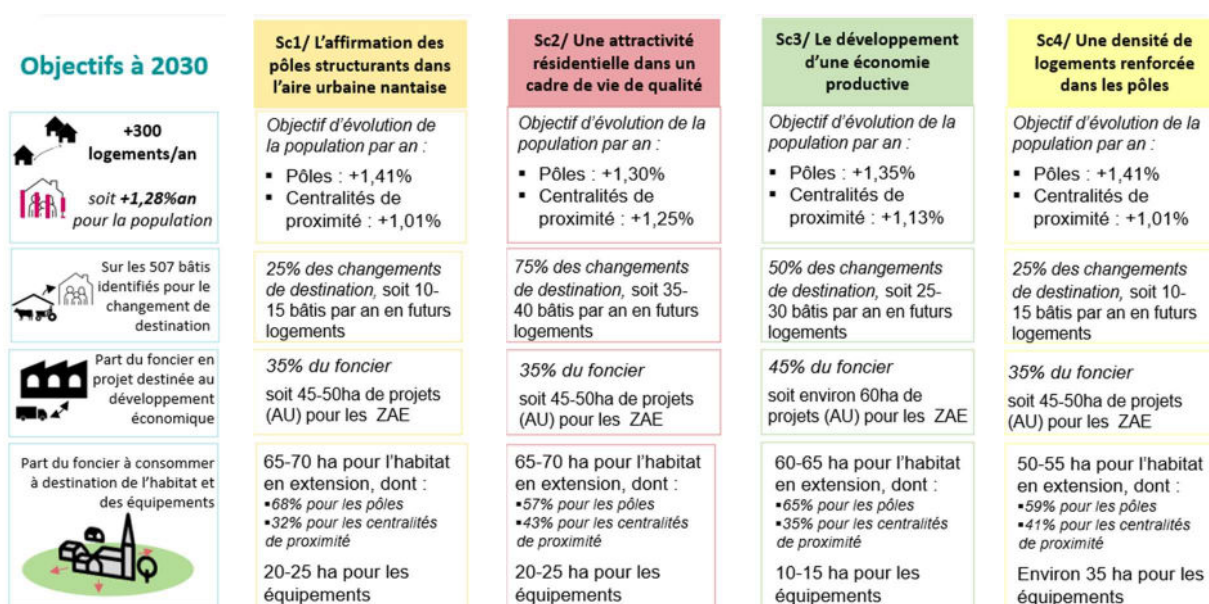 Objectifs à 2030
Sc1/ L'affirmation des
pôles structurants dans
l'aire urbaine nantaise
Sc2/ Une attractivité
résidentielle dans un
cadre de vie de qualité
Sc3/ Le développement
d'une économie
productive
Sc4/ Une densité de
logements renforcée
dans les pôles
+300
logements/an
soit +1,28%an
pour la population
Objectif d'évolution de
la population par an :
▪ Pôles : +1,41%
▪ Centralités de
proximité : +1,01%
Objectif d'évolution de la
population par an :
▪ Pôles : +1,30%
▪ Centralités de
proximité : +1,25%
Objectif d'évolution de la
population par an :
▪ Pôles : +1,35%
▪ Centralités de
proximité : +1,13%
Objectif d'évolution de la
population par an :
▪ Pôles : +1,41%
▪ Centralités de
proximité : +1,01%
Sur les 507 bâtis
identifiés pour le
changement de
destination
25% des changements
de destination, soit 10-
15 bâtis par an en futurs
logements
75% des changements
de destination, soit 35-
40 bâtis par an en futurs
logements
50% des changements
de destination, soit 25-
30 bâtis par an en futurs
logements
25% des changements
de destination, soit 10-
15 bâtis par an en futurs
logements
Part du foncier en
projet destinée au
développement
économique
35% du foncier
soit 45-50ha de projets
(AU) pour les ZAE
35% du foncier
soit 45-50ha de projets
(AU) pour les ZAE
45% du foncier
soit environ 60ha de
projets (AU) pour les ZAE
35% du foncier
soit 45-50ha de projets
(AU) pour les ZAE
Part du foncier à consommer
à destination de l'habitat et
des équipements
65-70 ha pour l'habitat
en extension, dont :
▪68% pour les pôles
▪32% pour les centralités
de proximité
20-25 ha pour les
équipements
65-70 ha pour l'habitat
en extension, dont :
▪57% pour les pôles
▪43% pour les centralités
de proximité
20-25 ha pour les
équipements
60-65 ha pour l'habitat
en extension, dont :
▪65% pour les pôles
▪35% pour les centralités
de proximité
10-15 ha pour les
équipements
50-55 ha pour l'habitat
en extension, dont :
▪59% pour les pôles
▪41% pour les centralités
de proximité
Environ 35 ha pour les
équipements